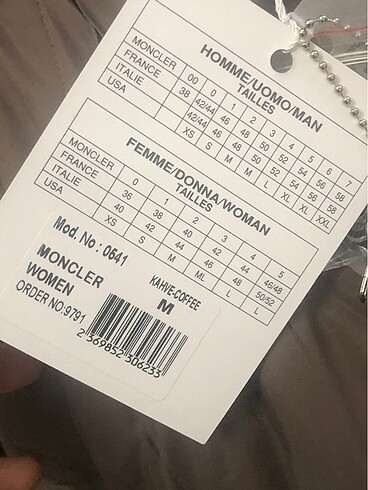 HOMME/UOMO/MAN
TAILLES
MONCLER 00 0 1 2 3 4 5 6 7
FRANCE 38 42/44 46 48 50 52 54 56 58
ITALIE 42/44 46 48 50 52 54 56 58
USA XS S M M L XL XL XXL
FEMME/DONNA/WOMAN
TAILLES
MONCLER 0 1 2 3 4 5
FRANCE 36 38 40 42 44 46/48
ITALIE 40 42 44 46 48 50/52
USA XS S M ML L L
Mod. No : 0541
MONCLER
WOMEN
ORDER NO:9791
KAHVE-COFFEE
M
2 369852 306233